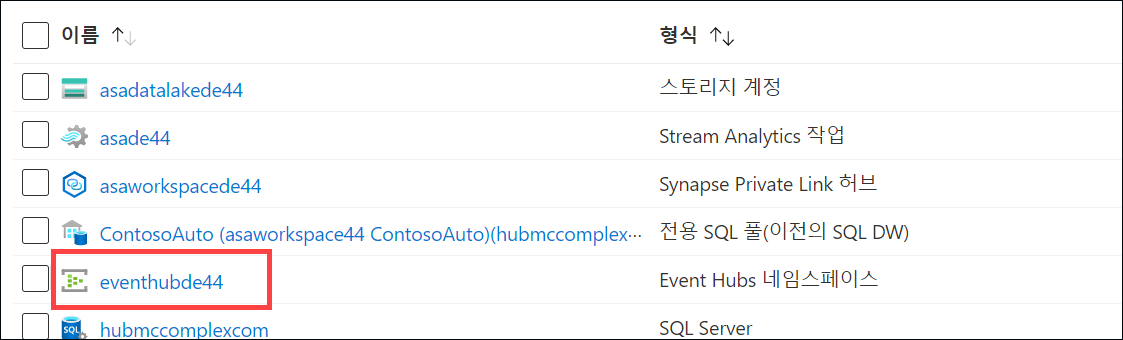 이름 ↑↓ 형식 ↑↓
asadatalakede44 스토리지 계정
asade44 Stream Analytics 작업
asaworkspacede44 Synapse Private Link 허브
ContosoAuto (asaworkspace44 ContosoAuto)(hubmccomplex··· 전용 SQL 풀(이전의 SQL DW)
eventhubde44 Event Hubs 네임스페이스
SQL hubmccomplexcom SQL Server